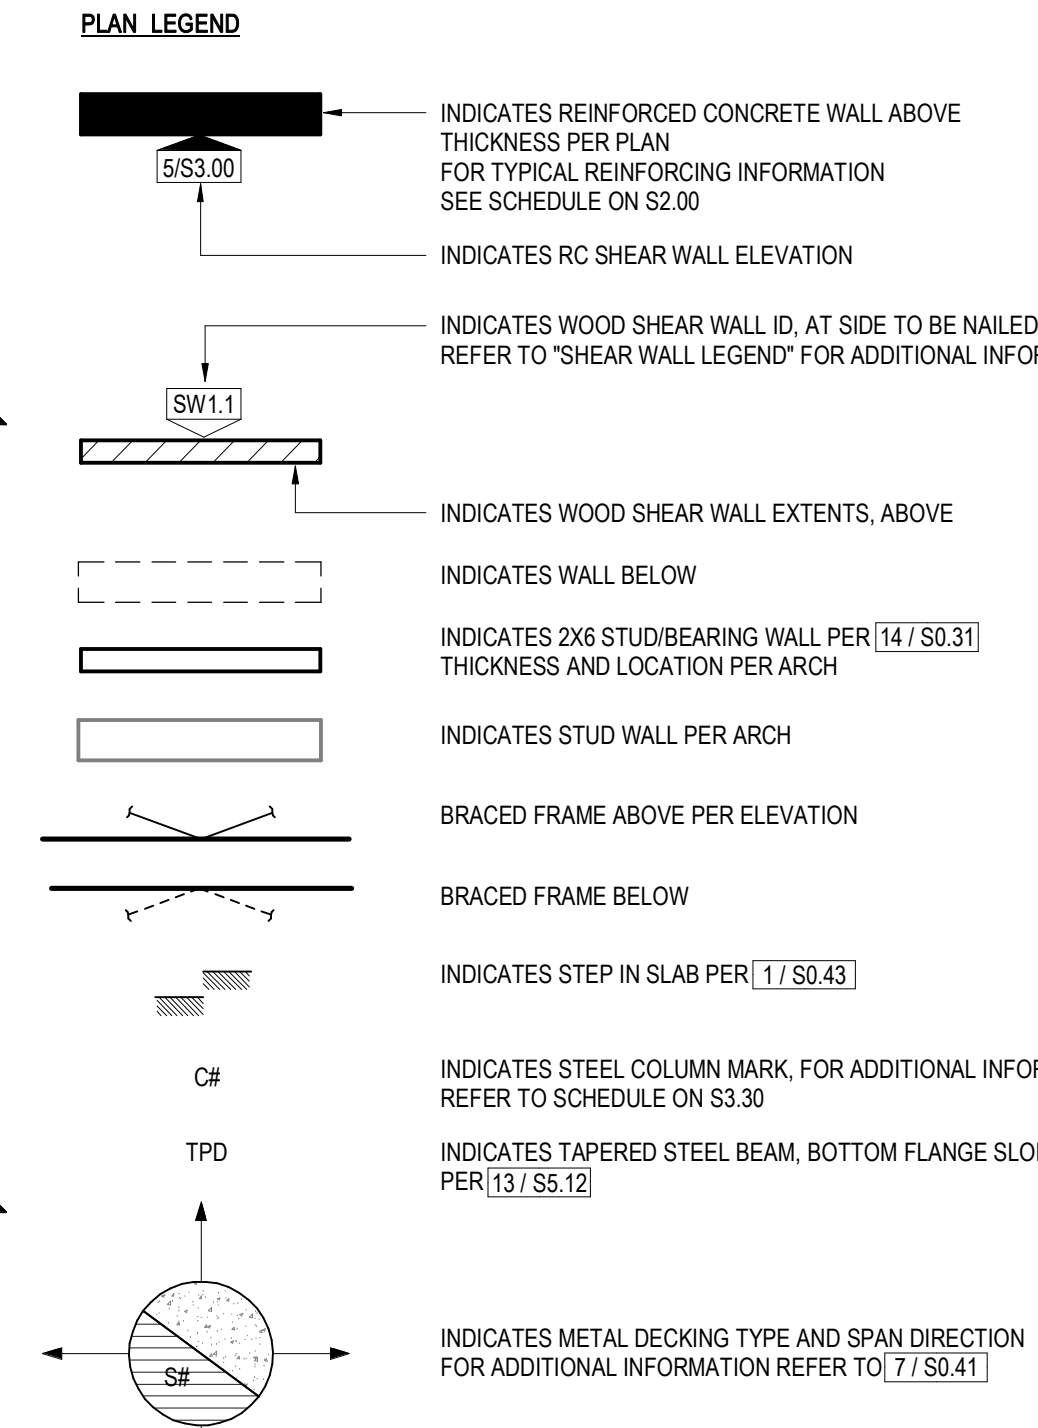 PLAN LEGEND
INDICATES REINFORCED CONCRETE WALL ABOVE
THICKNESS PER PLAN
5/S3.00
FOR TYPICAL REINFORCING INFORMATION
SEE SCHEDULE ON S2.00
INDICATES RC SHEAR WALL ELEVATION
INDICATES WOOD SHEAR WALL ID, AT SIDE TO BE NAILED
REFER TO "SHEAR WALL LEGEND" FOR ADDITIONAL
SW1.1
INDICATES WOOD SHEAR WALL EXTENTS, ABOVE
INDICATES WALL BELOW
INDICATES 2X6 STUD/BEARING WALL PER 14 / S0.31
THICKNESS AND LOCATION PER ARCH
INDICATES STUD WALL PER ARCH
BRACED FRAME ABOVE PER ELEVATION
BRACED FRAME BELOW
INDICATES STEP IN SLAB PER 1 / S0.43
C# INDICATES STEEL COLUMN MARK, FOR ADDITIONAL
REFER TO SCHEDULE ON S3.30
TPD INDICATES TAPERED STEEL BEAM, BOTTOM FLANGE
PER 13 / S5.12
INDICATES METAL DECKING TYPE AND SPAN DIRECTION
S# FOR ADDITIONAL INFORMATION REFER TO 7 / S0.41